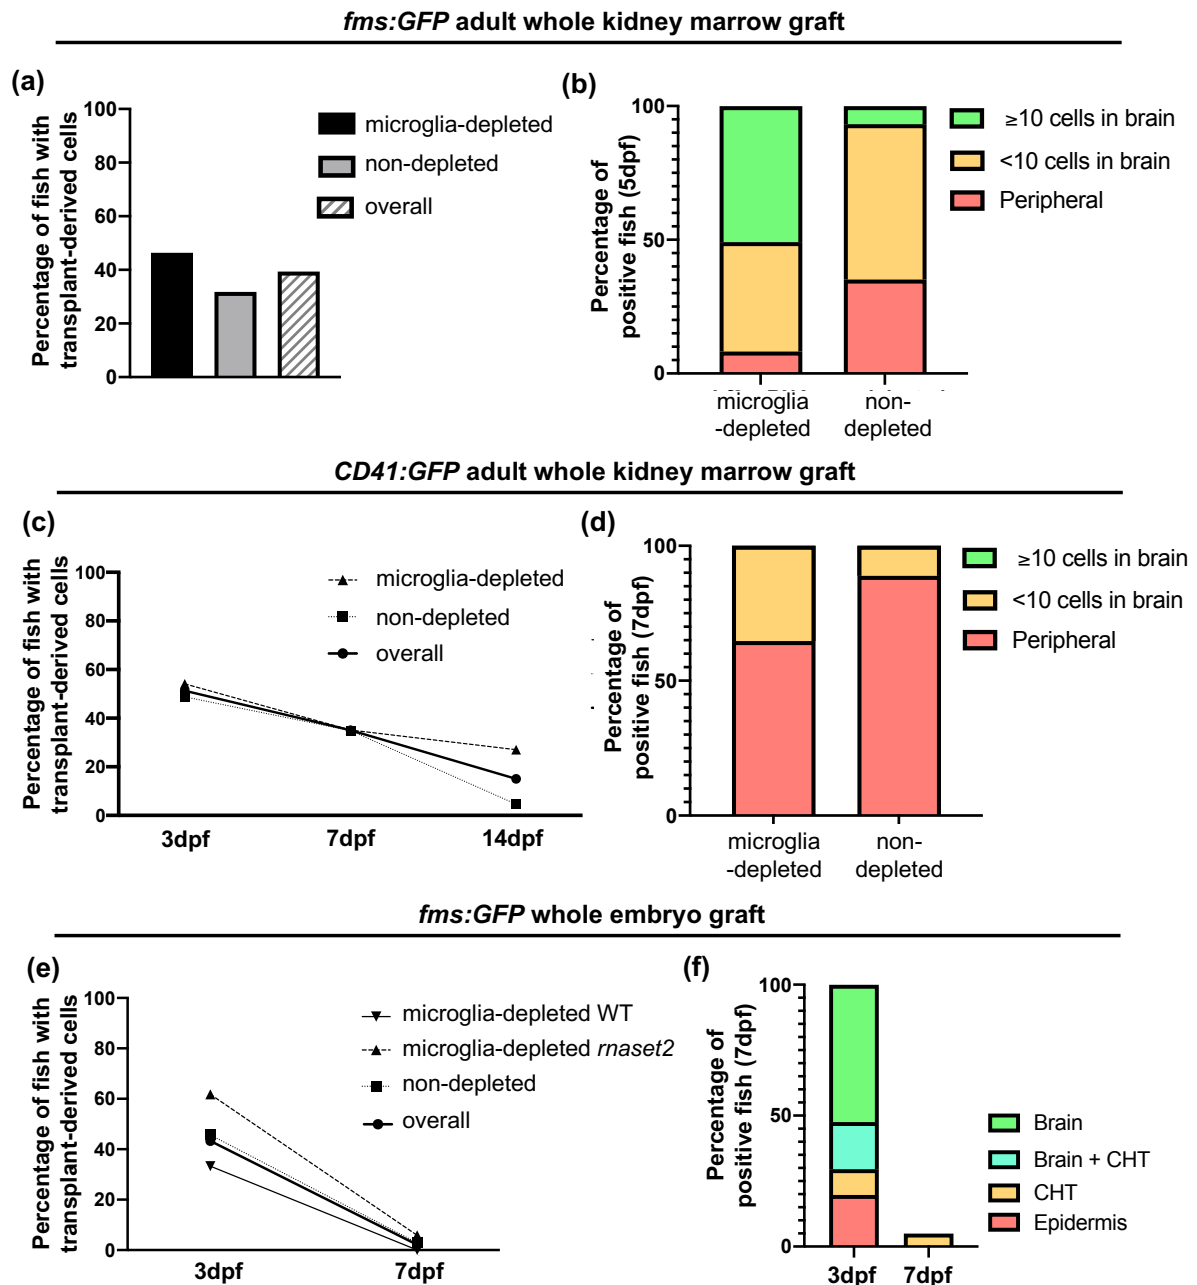 fms:GFP adult whole kidney marrow graft
(a)
Percentage of fish with
transplant-derived cells
100
80
60
40
20
0
microglia-depleted
non-depleted
overall
(b)
Percentage of
positive fish (5dpf)
100
50
0
microglia
-depleted
non-
depleted
≥10 cells in brain
<10 cells in brain
Peripheral
CD41:GFP adult whole kidney marrow graft
(c)
Percentage of fish with
transplant-derived cells
100
80
60
40
20
0
3dpf 7dpf 14dpf
microglia-depleted
non-depleted
overall
(d)
Percentage of
positive fish (7dpf)
100
50
0
microglia
-depleted
non-
depleted
≥10 cells in brain
<10 cells in brain
Peripheral
fms:GFP whole embryo graft
(e)
Percentage of fish with
transplant-derived cells
100
80
60
40
20
0
3dpf 7dpf
microglia-depleted WT
microglia-depleted rnaset2
non-depleted
overall
(f)
Percentage of
positive fish (7dpf)
100
50
0
3dpf 7dpf
Brain
Brain + CHT
CHT
Epidermis